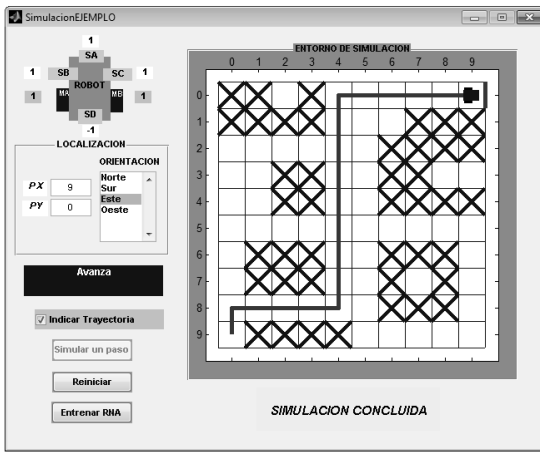 SimulacionEJEMPLO
1
SA
1 SB SC 1
ROBOT
1 MA MB 1
SD
-1
LOCALIZACION
ORIENTACION
PX 9
PY 0
Norte
Sur
Este
Oeste
Avanza
Indicar Trayectoria
Simular un paso
Reiniciar
Entrenar RNA
ENTORNO DE SIMULACION
0 1 2 3 4 5 6 7 8 9
0
1
2
3
4
5
6
7
8
9
SIMULACION CONCLUIDA